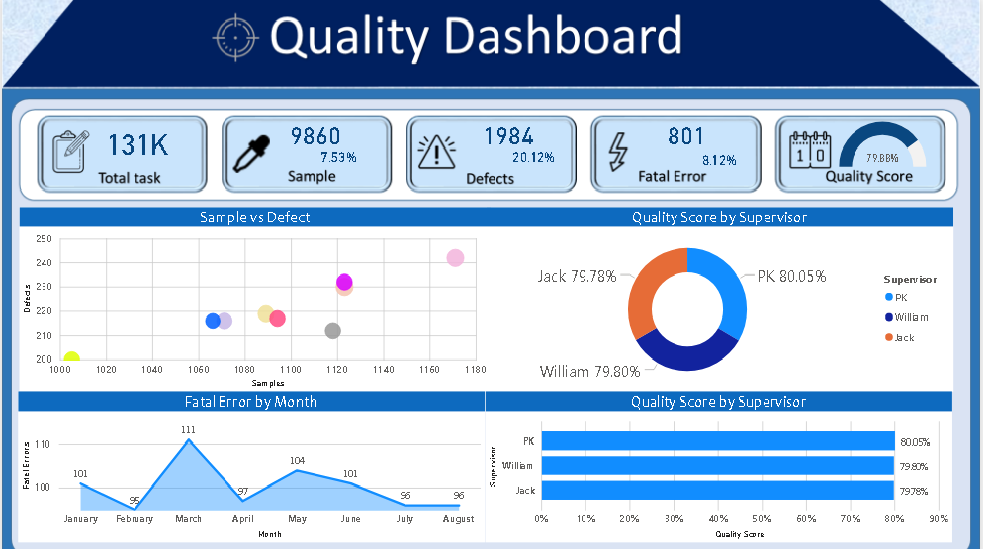 Quality Dashboard
131K
Total task
9860
7.53%
Sample
1984
20.12%
Defects
801
8.12%
Fatal Error
10
79.88%
Quality Score
Sample vs Defect
250
240
230
220
210
200
Defects
1000 1020 1040 1060 1080 1100 1120 1140 1160 1180
Samples
Quality Score by Supervisor
Jack 79.78%
PK 80.05%
William 79.80%
Supervisor
PK
William
Jack
Fatal Error by Month
Fatal Errors
110
100
101
95
111
97
104
101
96
96
January February March April May June July August
Month
Quality Score by Supervisor
Supervisor
PK 80.05%
William 79.80%
Jack 79.78%
0% 10% 20% 30% 40% 50% 60% 70% 80% 90%
Quality Score